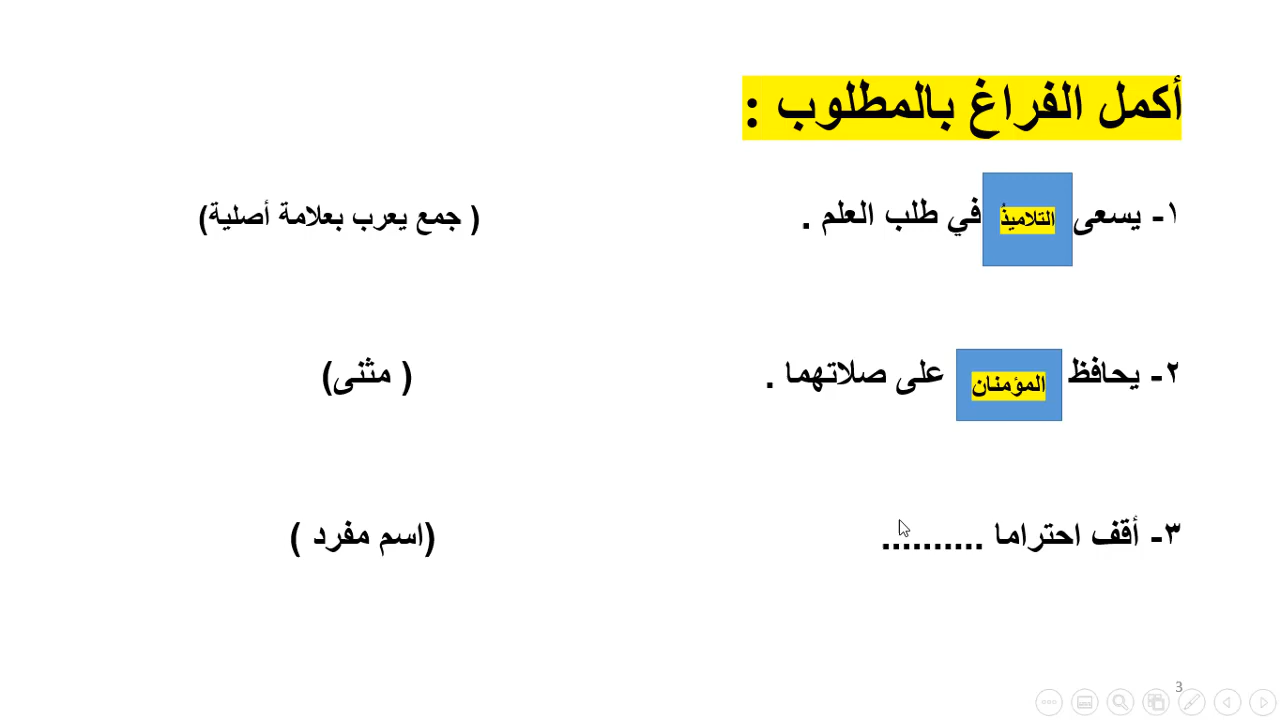 أكمل الفراغ بالمطلوب :
١- يسعى التلاميذُ في طلب العلم . ( جمع يعرب بعلامة أصلية)
٢- يحافظ المؤمنان على صلاتهما . ( مثنى)
٣- أقف احتراما .......... (اسم مفرد )
3